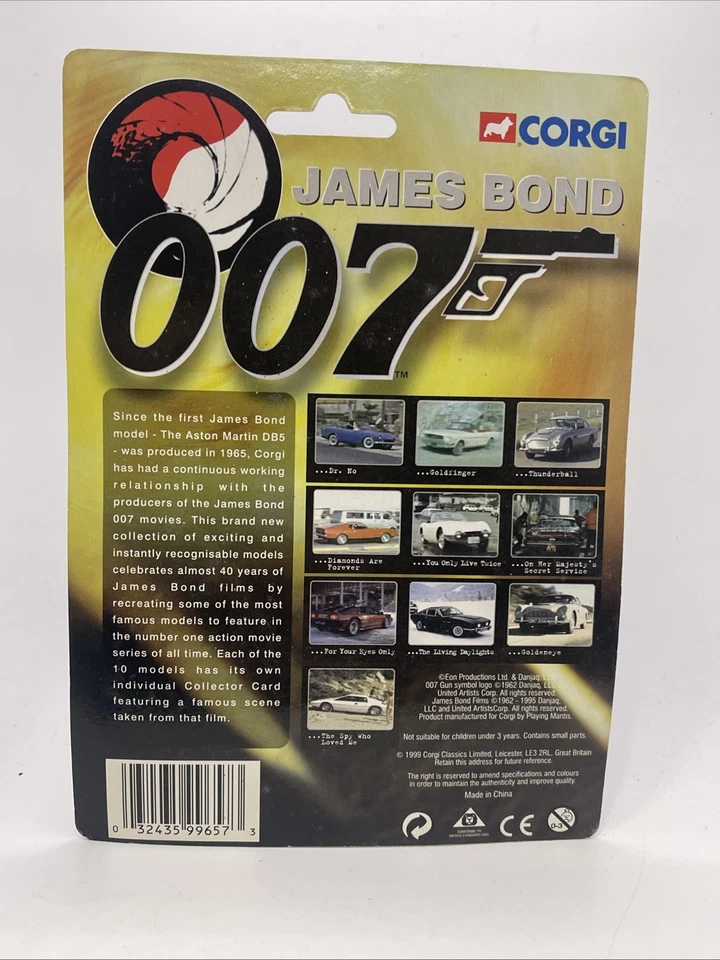 CORGI
JAMES BOND
007
TM
Since the first James Bond
model - The Aston Martin DB5
- was produced in 1965, Corgi
has had a continuous working
relationship with the
producers of the James Bond
007 movies. This brand new
collection of exciting and
instantly recognisable models
celebrates almost 40 years of
James Bond films by
recreating some of the most
famous models to feature in
the number one action movie
series of all time. Each of the
10 models has its own
individual Collector Card
featuring a famous scene
taken from that film.
...Dr. No
...Goldfinger
...Thunderball
...Diamonds Are
Forever
...You Only Live Twice
...On Her Majesty's
Secret Service
...For Your Eyes Only
...The Living Daylights
...Goldeneye
...The Spy who
Loved Me
©Eon Productions Ltd. & Danjaq, LLC
007 Gun symbol logo ©1962 Danjaq, LLC
United Artists Corp. All rights reserved.
James Bond Films ©1962 - 1995 Danjaq,
LLC and United ArtistsCorp. All rights reserved.
Product manufactured for Corgi by Playing Mantis.
Not suitable for children under 3 years. Contains small parts.
© 1999 Corgi Classics Limited, Leicester, LE3 2RL, Great Britain
Retain this address for future reference.
The right is reserved to amend specifications and colours
in order to maintain the authenticity and improve quality.
Made in China
0 32435 99657 3
CE
0-3